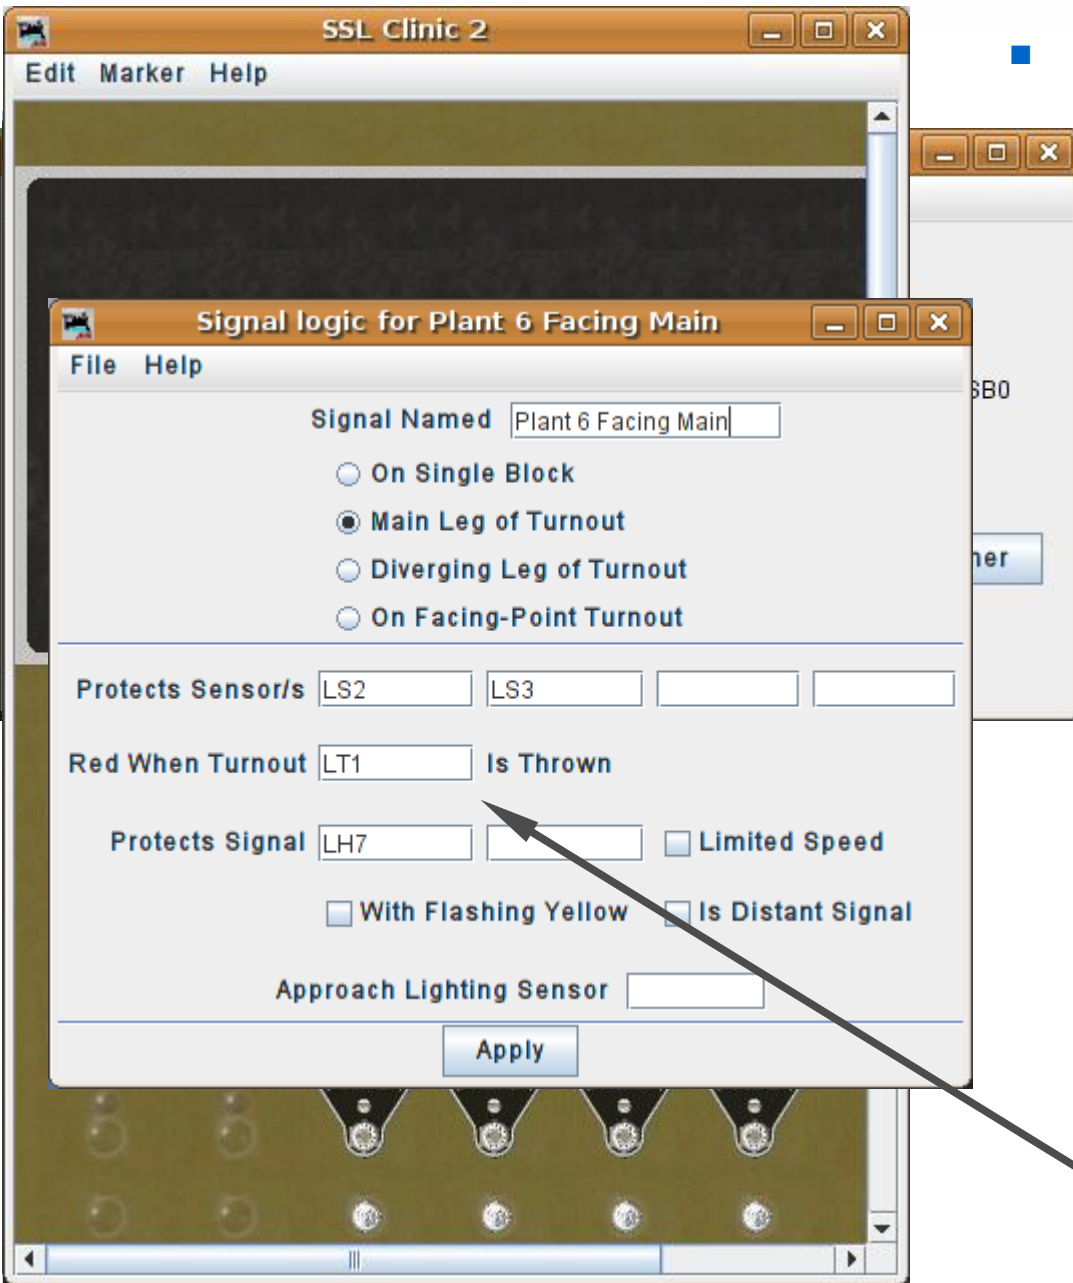 SSL Clinic 2
Edit Marker Help
SB0
her
Signal logic for Plant 6 Facing Main
File Help
Signal Named Plant 6 Facing Main
On Single Block
Main Leg of Turnout
Diverging Leg of Turnout
On Facing-Point Turnout
Protects Sensor/s LS2 LS3
Red When Turnout LT1 Is Thrown
Protects Signal LH7 Limited Speed
With Flashing Yellow Is Distant Signal
Approach Lighting Sensor
Apply